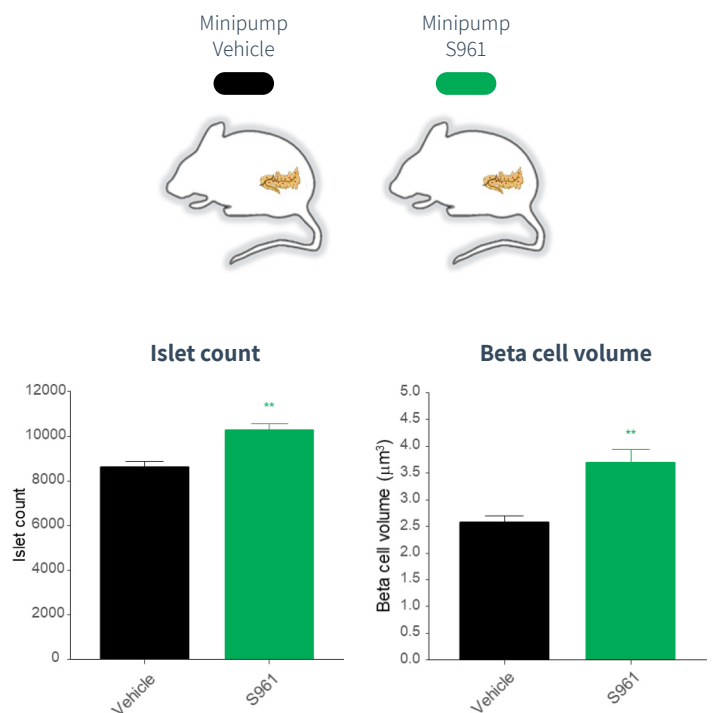 Minipump
Vehicle
Minipump
S961
Islet count
Beta cell volume
12000
10000
8000
6000
4000
2000
0
Islet count
**
Vehicle
S961
5.0
4.5
4.0
3.5
3.0
2.5
2.0
1.5
1.0
0.5
0.0
Beta cell volume (μm³)
**
Vehicle
S961